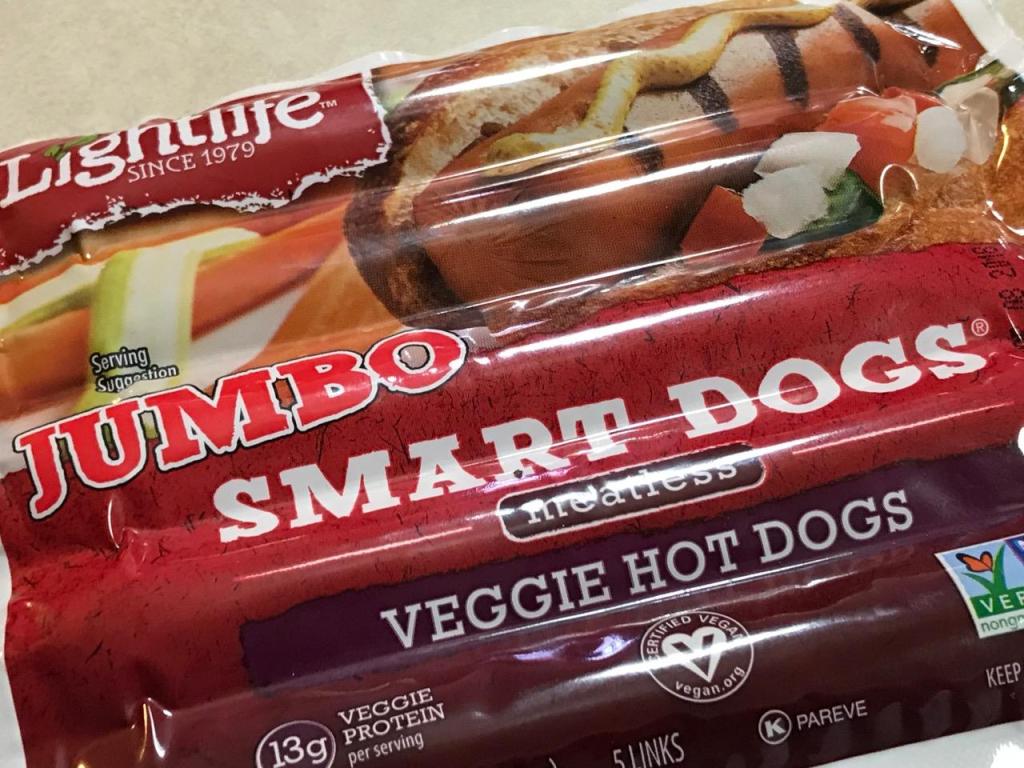 Lightlife™
SINCE 1979
Serving
Suggestion
JUMBO
SMART DOGS®
meatless
VEGGIE HOT DOGS
CERTIFIED VEGAN
vegan.org
13g
VEGGIE
PROTEIN
per serving
5 LINKS
K PAREVE
KEEP